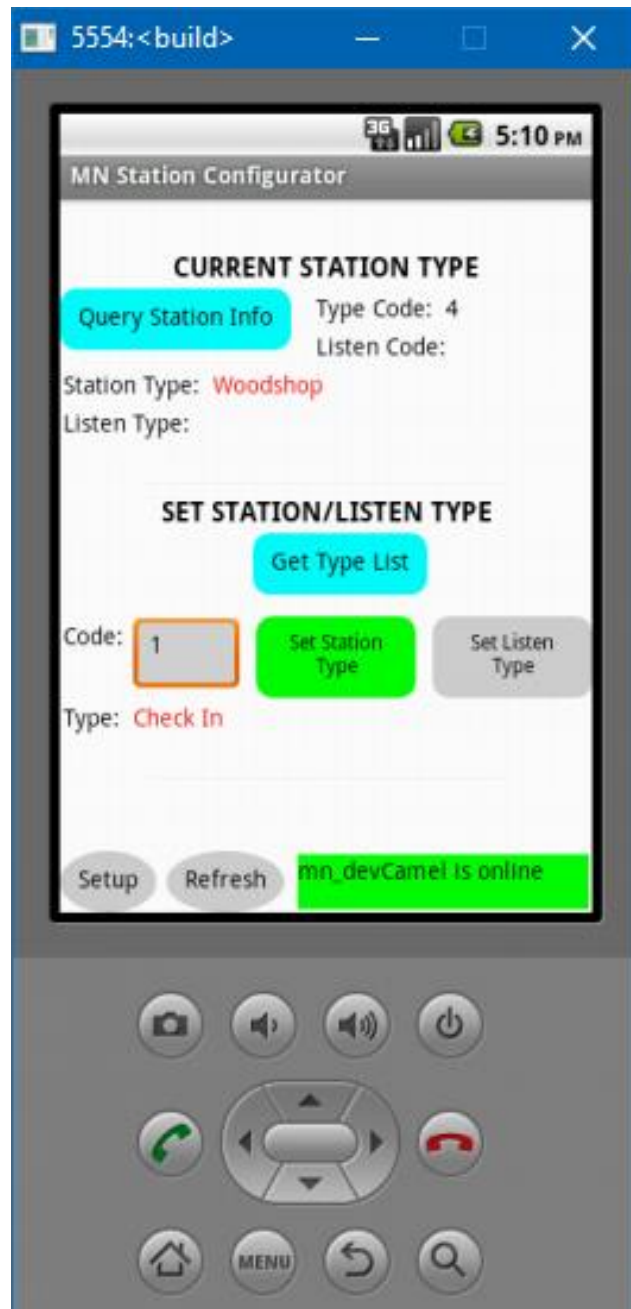 5554:<build>
3G 5:10 PM
MN Station Configurator
CURRENT STATION TYPE
Query Station Info
Type Code: 4
Listen Code:
Station Type: Woodshop
Listen Type:
SET STATION/LISTEN TYPE
Get Type List
Code: 1
Set Station
Type
Set Listen
Type
Type: Check In
Setup
Refresh
mn_devCamel is online
MENU